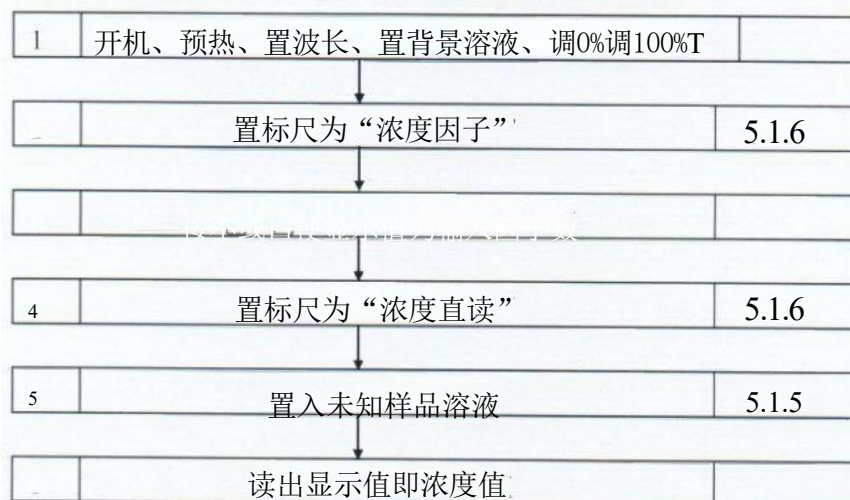 1 开机、预热、置波长、置背景溶液、调0%调100%T
置标尺为“浓度因子” 5.1.6
4 置标尺为“浓度直读” 5.1.6
5 置入未知样品溶液 5.1.5
读出显示值即浓度值